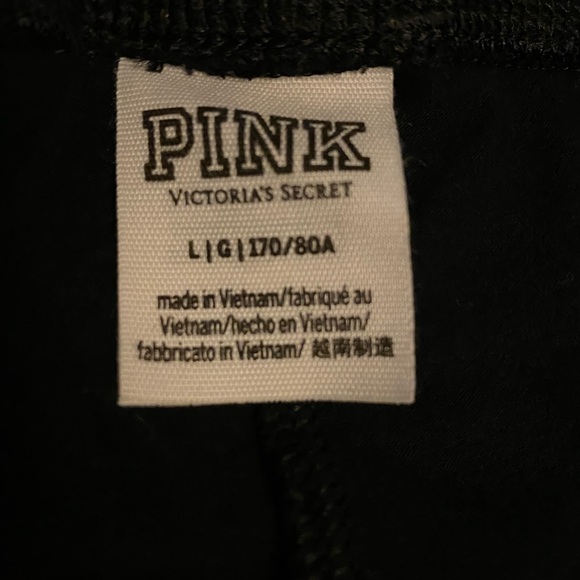 PINK
VICTORIA'S SECRET
L|G|170/80A
made in Vietnam/fabriqué au
Vietnam/hecho en Vietnam/
fabbricato in Vietnam/ 越南制造